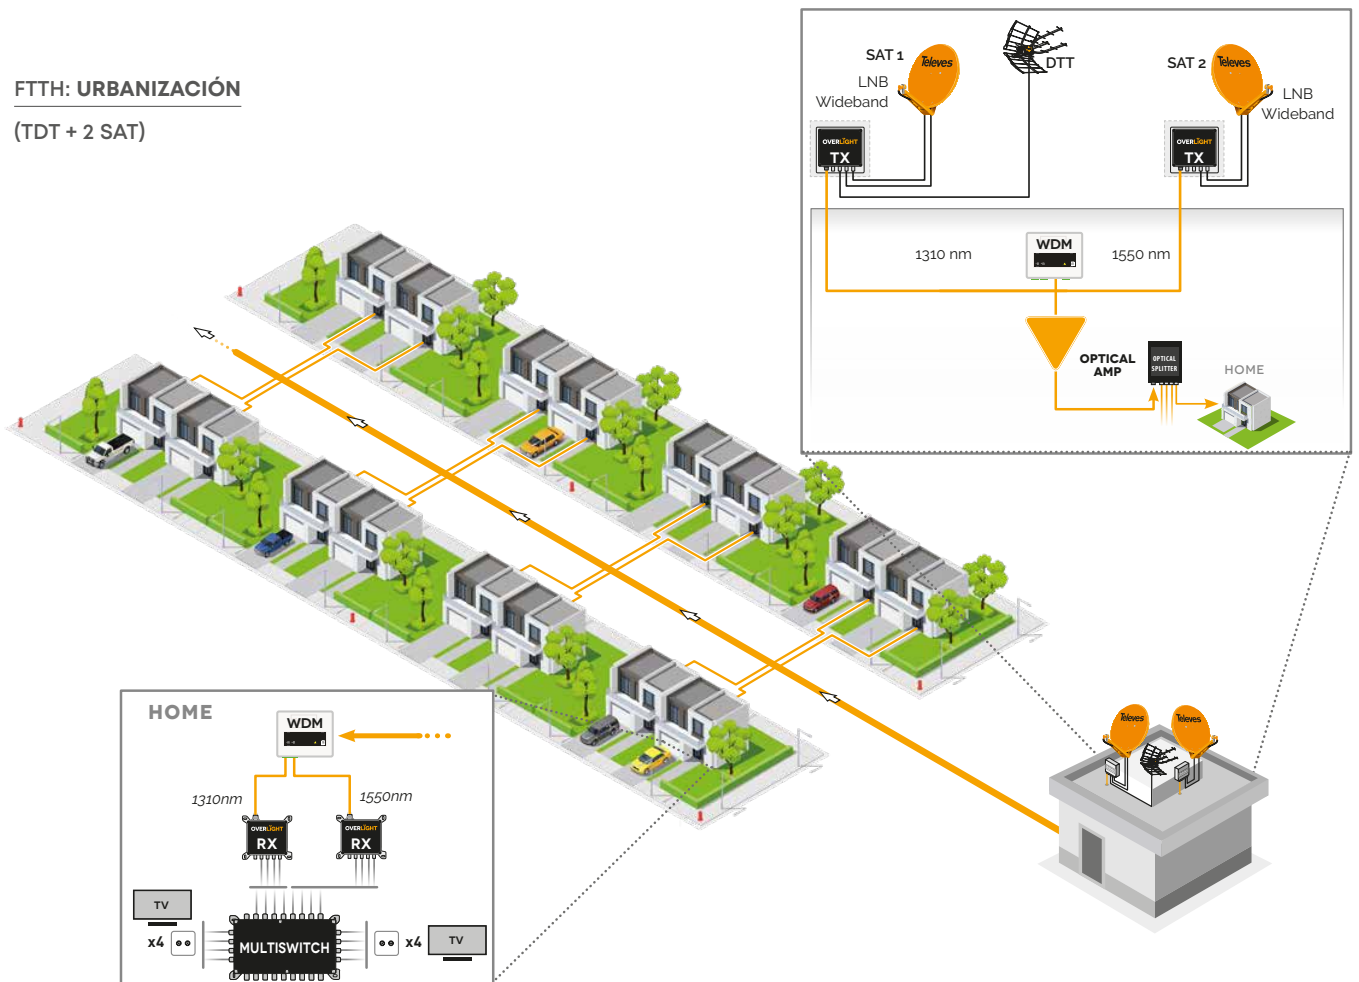 FTTH: URBANIZACIÓN
(TDT + 2 SAT)
SAT 1
Televes
LNB
Wideband
DTT
SAT 2
Televes
LNB
Wideband
OVERLIGHT
TX
OVERLIGHT
TX
1310 nm
WDM
1550 nm
OPTICAL
AMP
OPTICAL
SPLITTER
HOME
Televes
Televes
HOME
WDM
1310nm
1550nm
OVERLIGHT
RX
OVERLIGHT
RX
TV
x4
MULTISWITCH
x4
TV